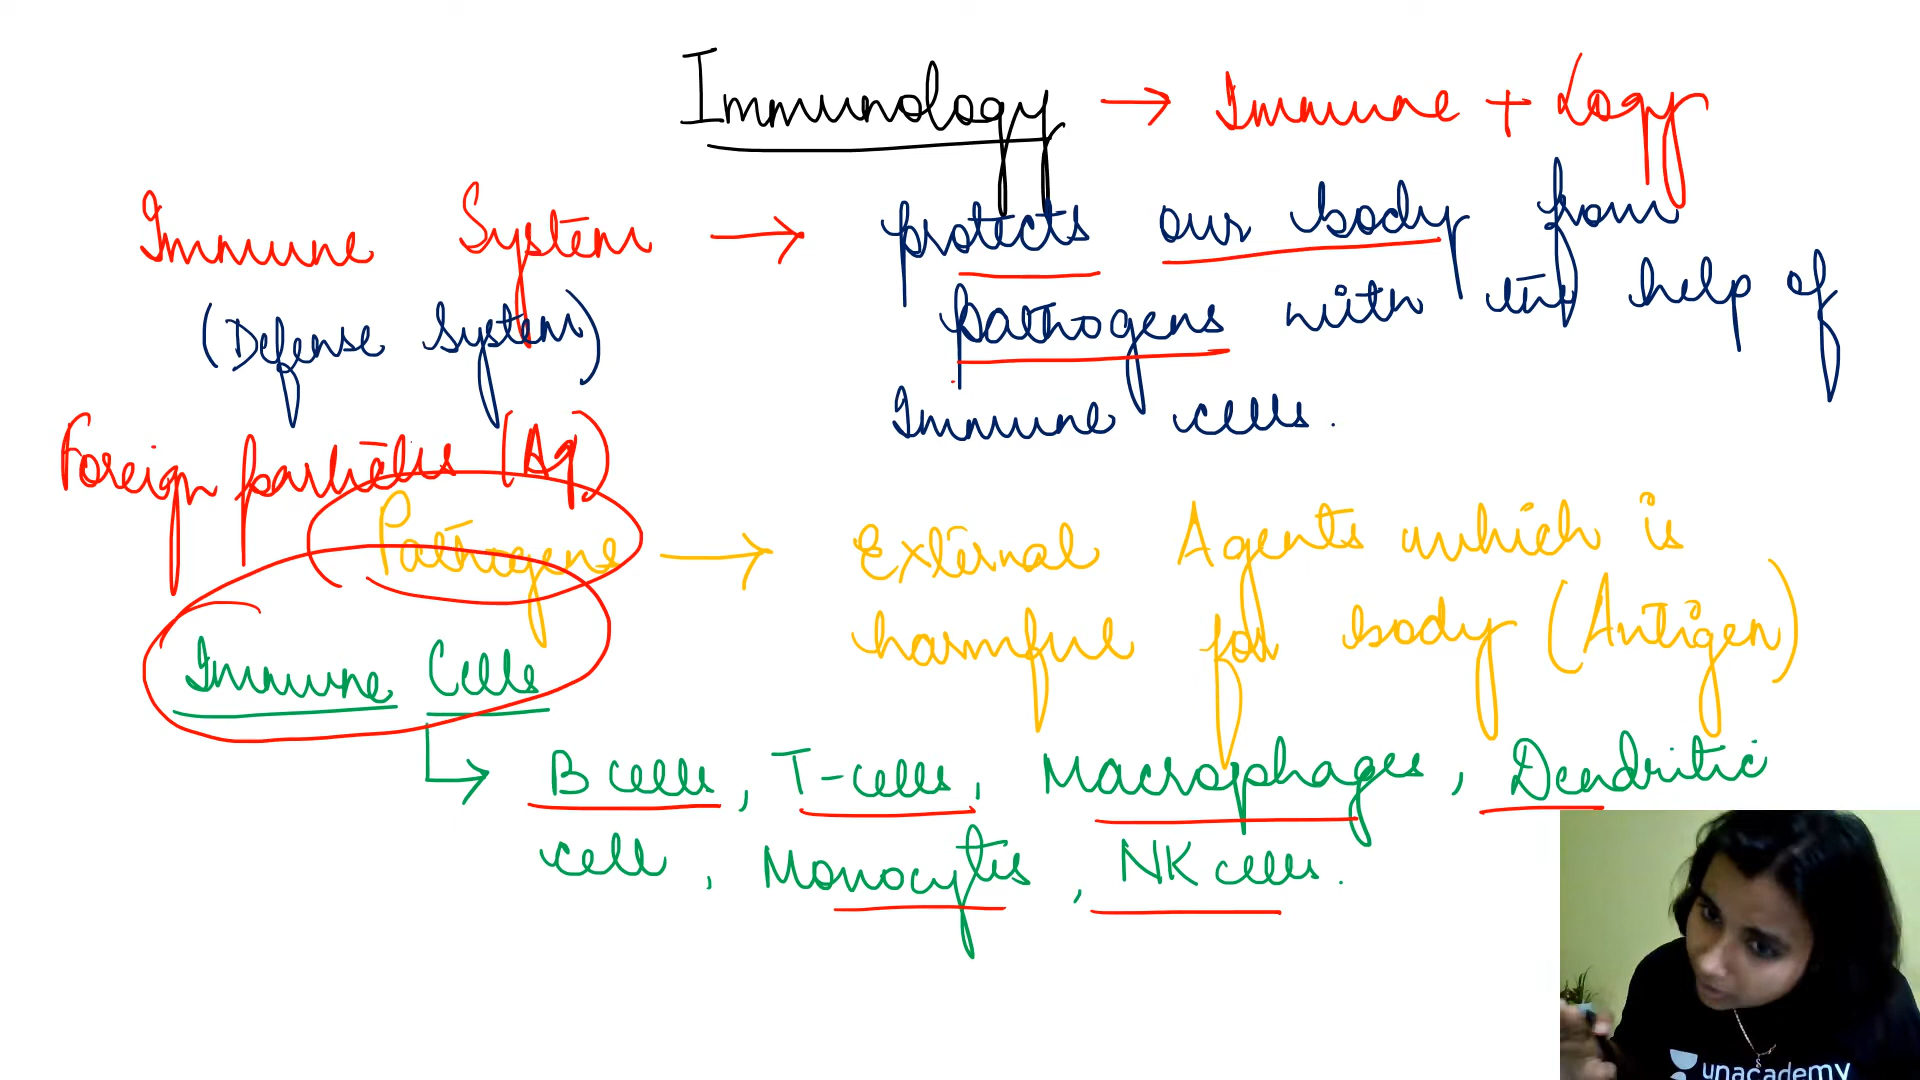 Immunology → Immune + Logy
Immune System → protects our body from
(Defense System) pathogens with the help of
Immune cells.
Foreign particles (Ag)
Pathogens → External Agents which is
harmful for body (Antigen)
Immune Cells
B cells, T-cells, Macrophages, Dendritic
cell, Monocytes, NK cells.
unacademy